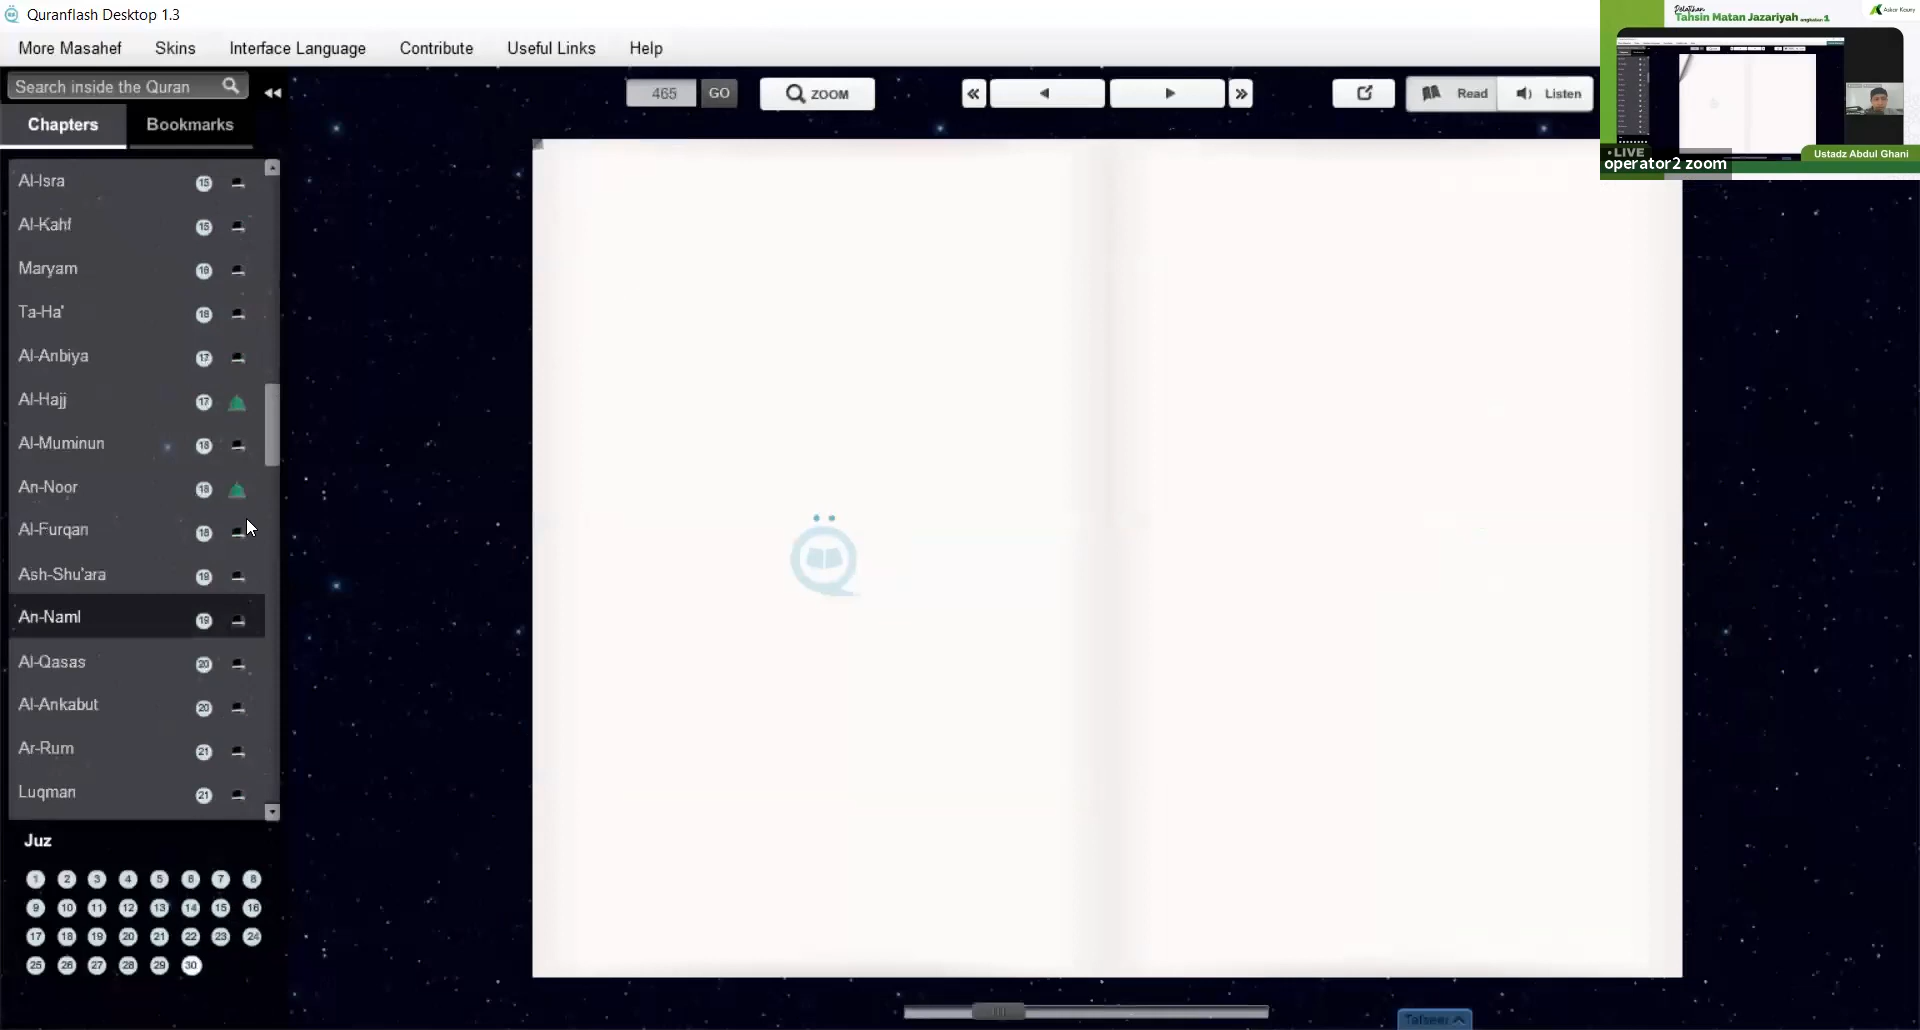 Quranflash Desktop 1.3
More Masahef Skins Interface Language Contribute Useful Links Help
Search inside the Quran
465 GO ZOOM Read Listen
Chapters Bookmarks
Al-Isra 15
Al-Kahf 15
Maryam 16
Ta-Ha' 16
Al-Anbiya 17
Al-Hajj 17
Al-Muminun 18
An-Noor 18
Al-Furqan 18
Ash-Shu'ara 19
An-Naml 19
Al-Qasas 20
Al-Ankabut 20
Ar-Rum 21
Luqman 21
Juz
1 2 3 4 5 6 7 8
9 10 11 12 13 14 15 16
17 18 19 20 21 22 23 24
25 26 27 28 29 30
Tafseer
Pelatihan
Tahsin Matan Jazariyah angkatan 1
Askar Kauny
LIVE
Ustadz Abdul Ghani
operator2 zoom